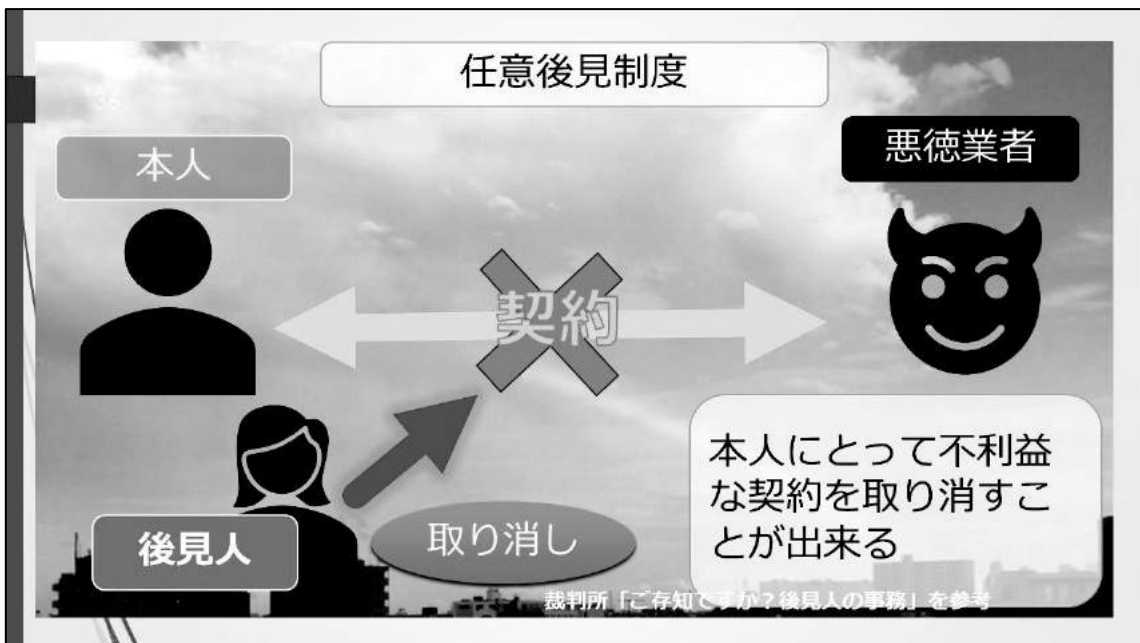 任意後見制度
36
本人
悪徳業者
契約
後見人
取り消し
本人にとって不利益
な契約を取り消すこ
とが出来る
裁判所「ご存知ですか？後見人の事務」を参考